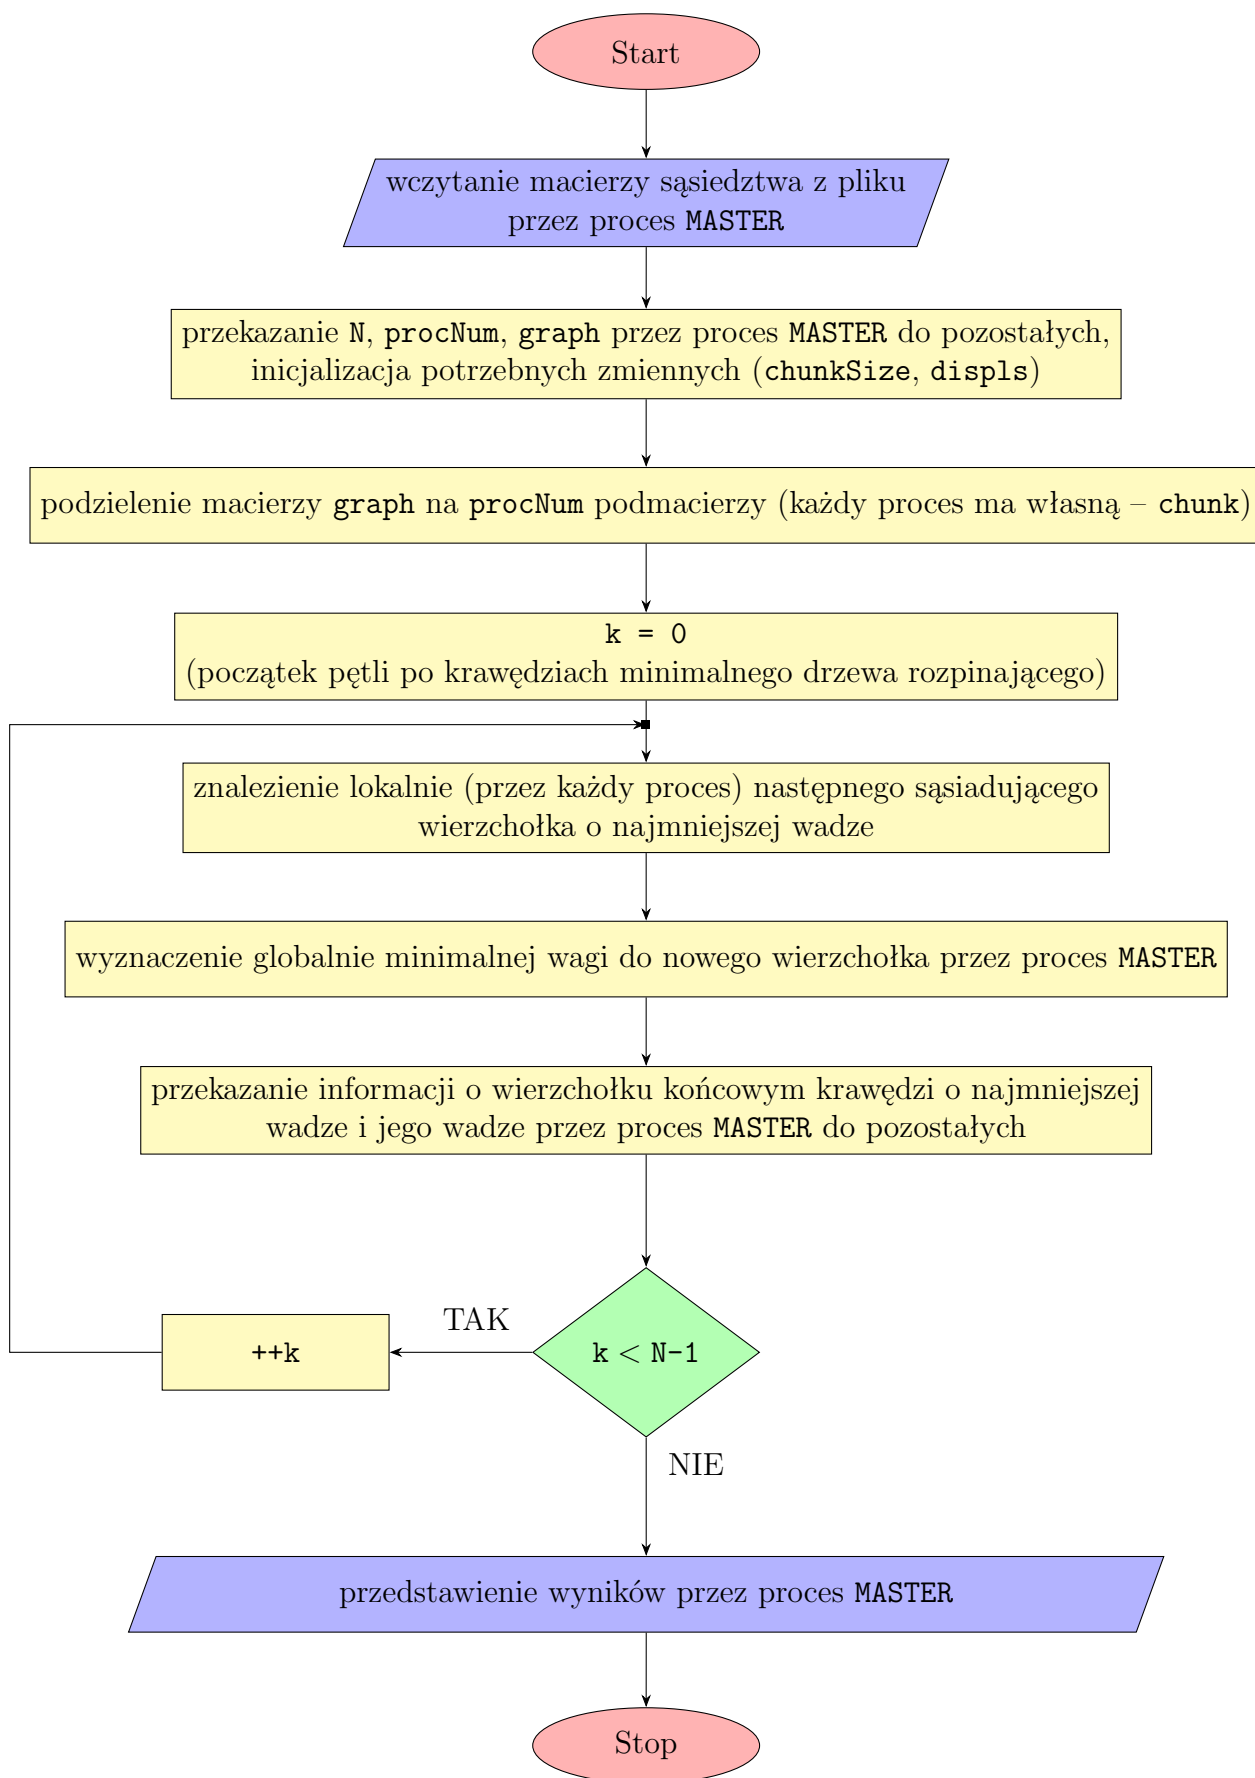 Start
wczytanie macierzy sąsiedztwa z pliku
przez proces MASTER
przekazanie N, procNum, graph przez proces MASTER do pozostałych,
inicjalizacja potrzebnych zmiennych (chunkSize, displs)
podzielenie macierzy graph na procNum podmacierzy (każdy proces ma własną – chunk)
k = 0
(początek pętli po krawędziach minimalnego drzewa rozpinającego)
znalezienie lokalnie (przez każdy proces) następnego sąsiadującego
wierzchołka o najmniejszej wadze
wyznaczenie globalnie minimalnej wagi do nowego wierzchołka przez proces MASTER
przekazanie informacji o wierzchołku końcowym krawędzi o najmniejszej
wadze i jego wadze przez proces MASTER do pozostałych
TAK
++k
k < N-1
NIE
przedstawienie wyników przez proces MASTER
Stop